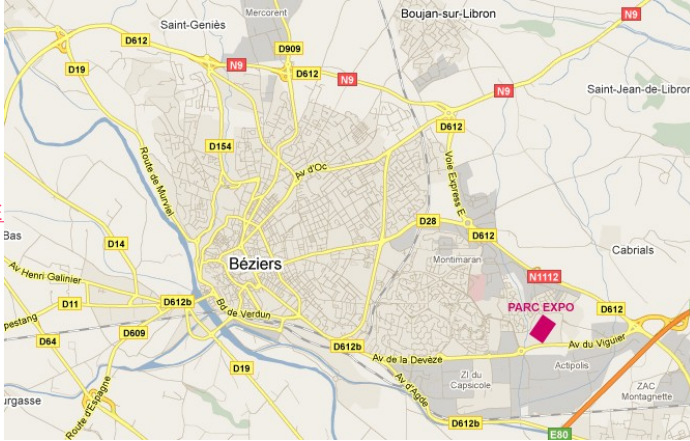 Mercorent
Boujan-sur-Libron
N9
Saint-Geniès
D612
D909
D19
N9
D612
N9
Saint-Jean-de-Libron
D612
D154
Av d'Oc
Route de Murviel
Voie Express E
D28
D612
Bas
D14
Montimaran
Cabrials
Béziers
Av Henri Galinier
N1112
D11
D612b
Bd de Verdun
PARC EXPO
D612
pestang
D609
D64
D612b
Av du Viguier
Av de la Devèze
D19
Actipolis
ZI du
Capsicole
Av d'Agde
ZAC
Montagnette
urgasse
Route d'Espagne
D612b
E80